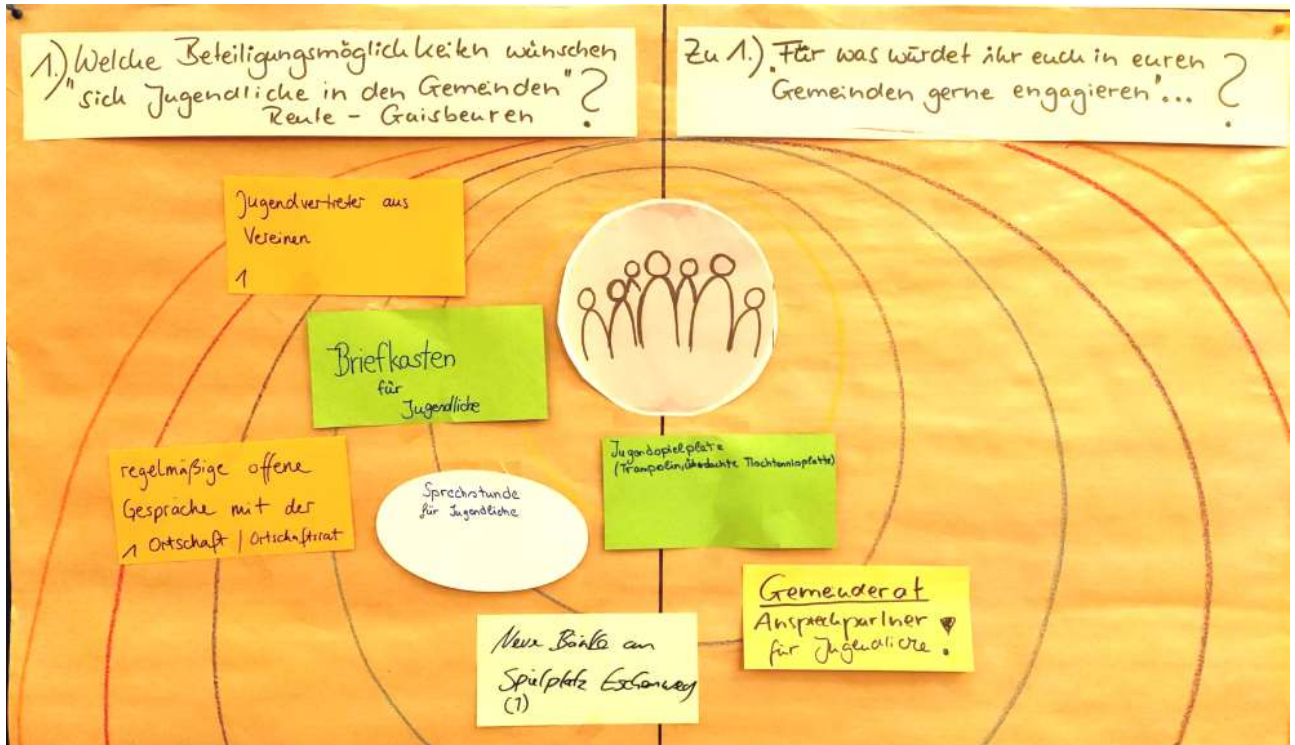 1.) Welche Beteiligungsmöglichkeiten wünschen
"sich Jugendliche in den Gemeinden"?
Reute - Gaisbeuren
Zu 1.) "Für was würdet ihr euch in euren
Gemeinden gerne engagieren"... ?
Jugendvertreter aus
Vereinen
1
Briefkasten
für
Jugendliche
regelmäßige offene
Gespräche mit der
1 Ortschaft / Ortschaftsrat
Sprechstunde
für Jugendliche
Jugendspielplatz
(Trampolin, überdachte Tischtennisplatte)
Neue Bänke am
Spielplatz Eschenweg
(1)
Gemeinderat
Ansprechpartner
für Jugendliche!